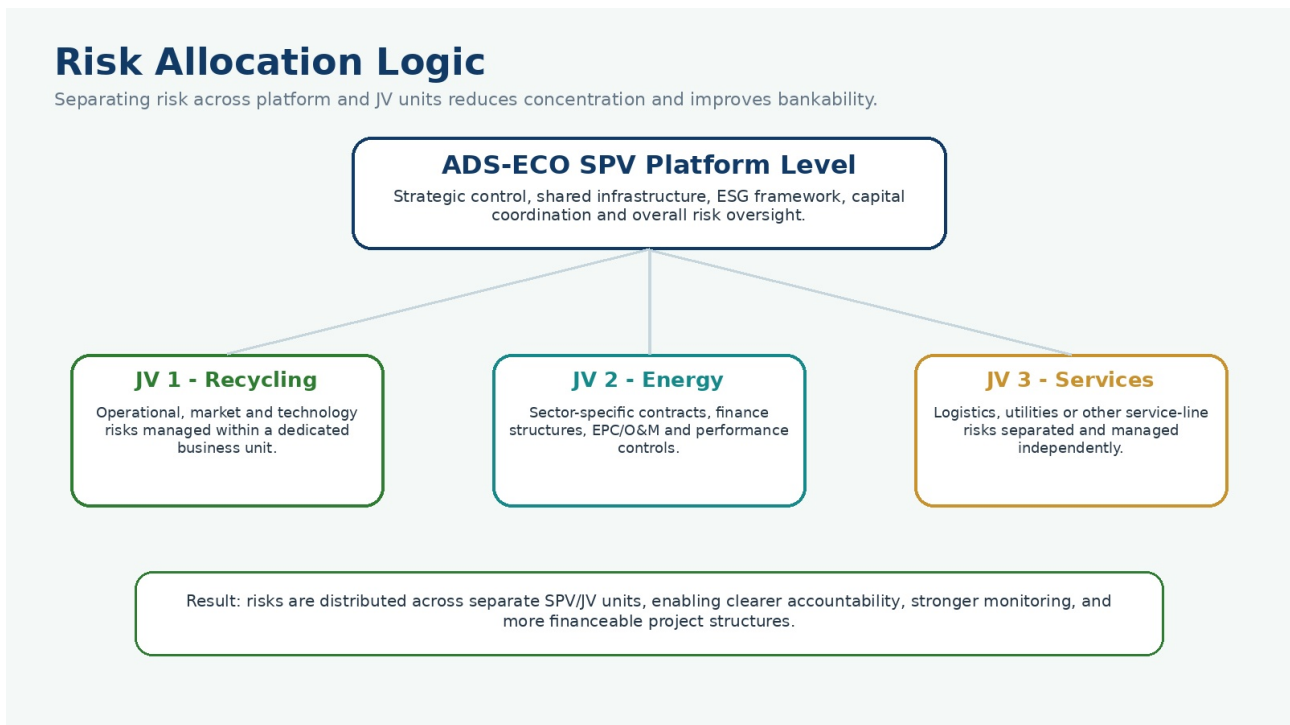 Risk Allocation Logic
Separating risk across platform and JV units reduces concentration and improves bankability.
ADS-ECO SPV Platform Level
Strategic control, shared infrastructure, ESG framework, capital
coordination and overall risk oversight.
JV 1 - Recycling
Operational, market and technology
risks managed within a dedicated
business unit.
JV 2 - Energy
Sector-specific contracts, finance
structures, EPC/O&M and performance
controls.
JV 3 - Services
Logistics, utilities or other service-line
risks separated and managed
independently.
Result: risks are distributed across separate SPV/JV units, enabling clearer accountability, stronger monitoring, and
more financeable project structures.